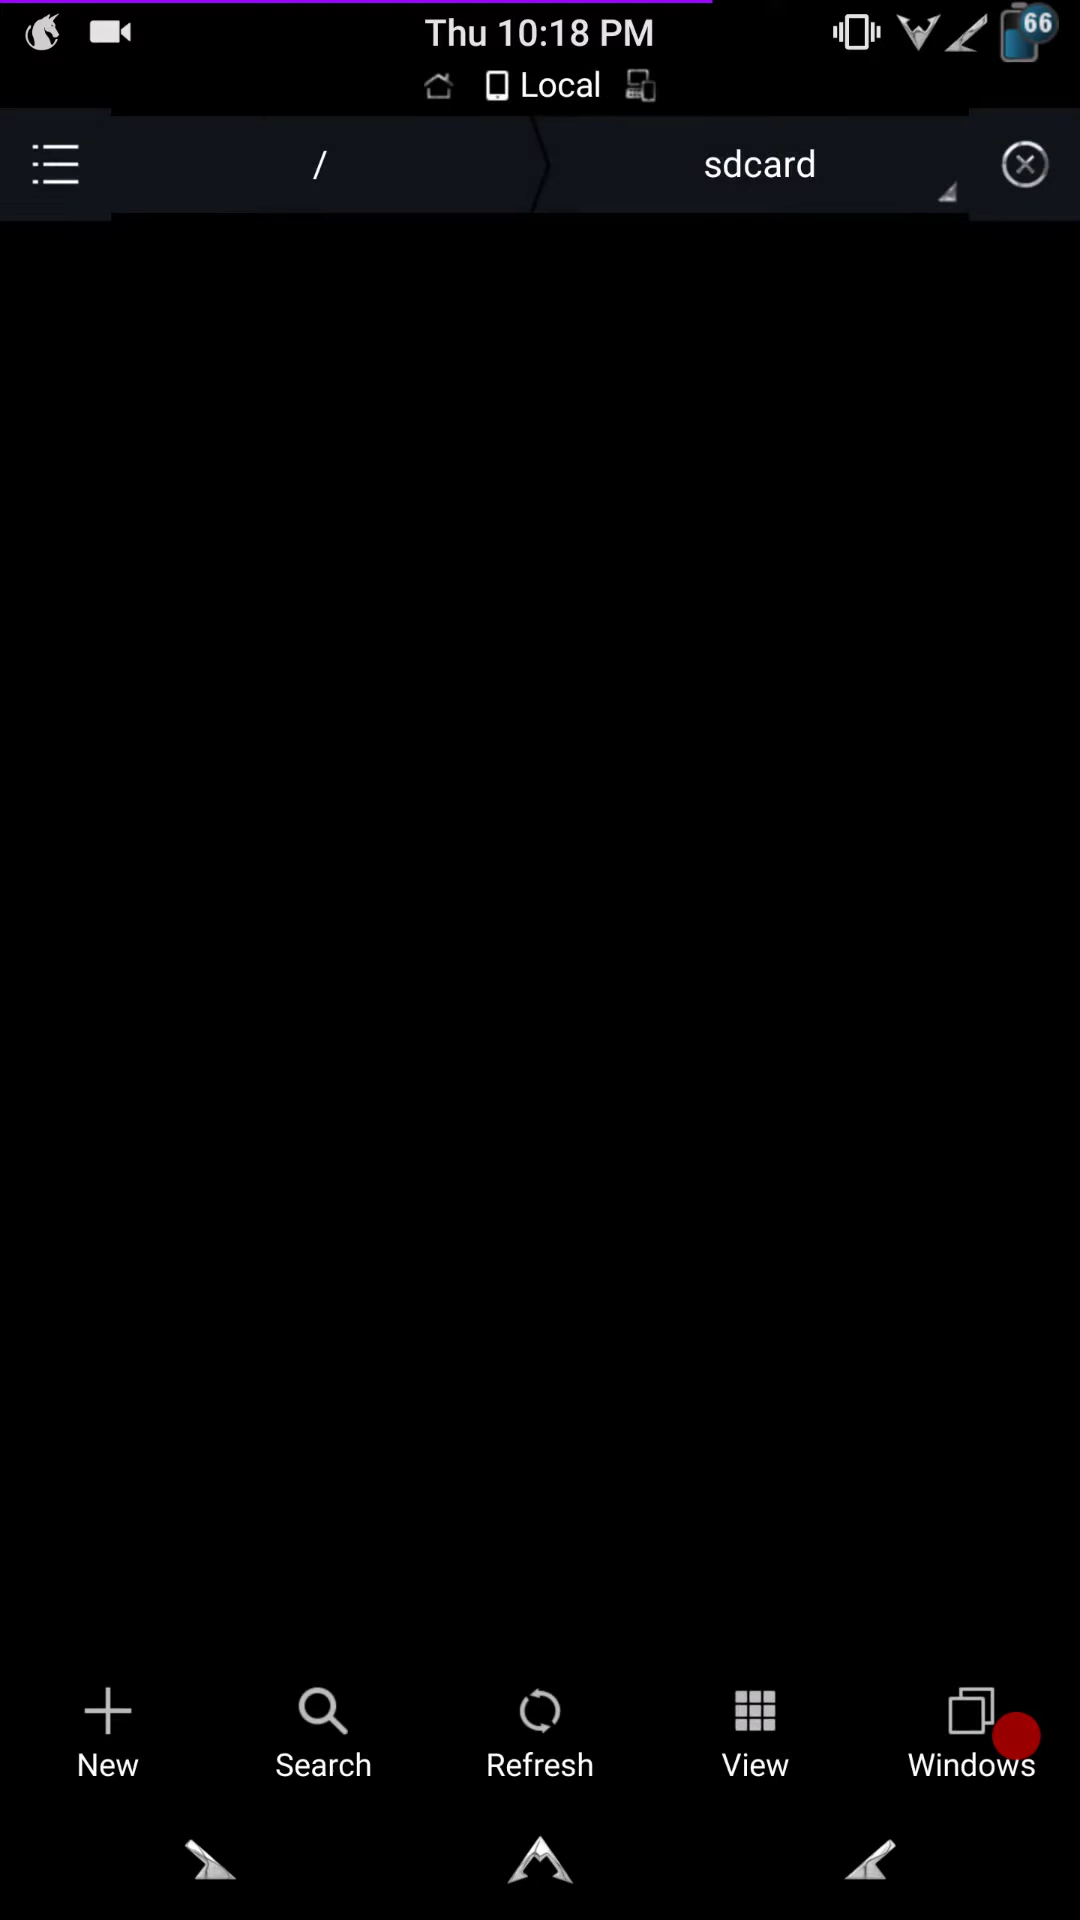 Thu 10:18 PM
66
Local
/
sdcard
New
Search
Refresh
View
Windows